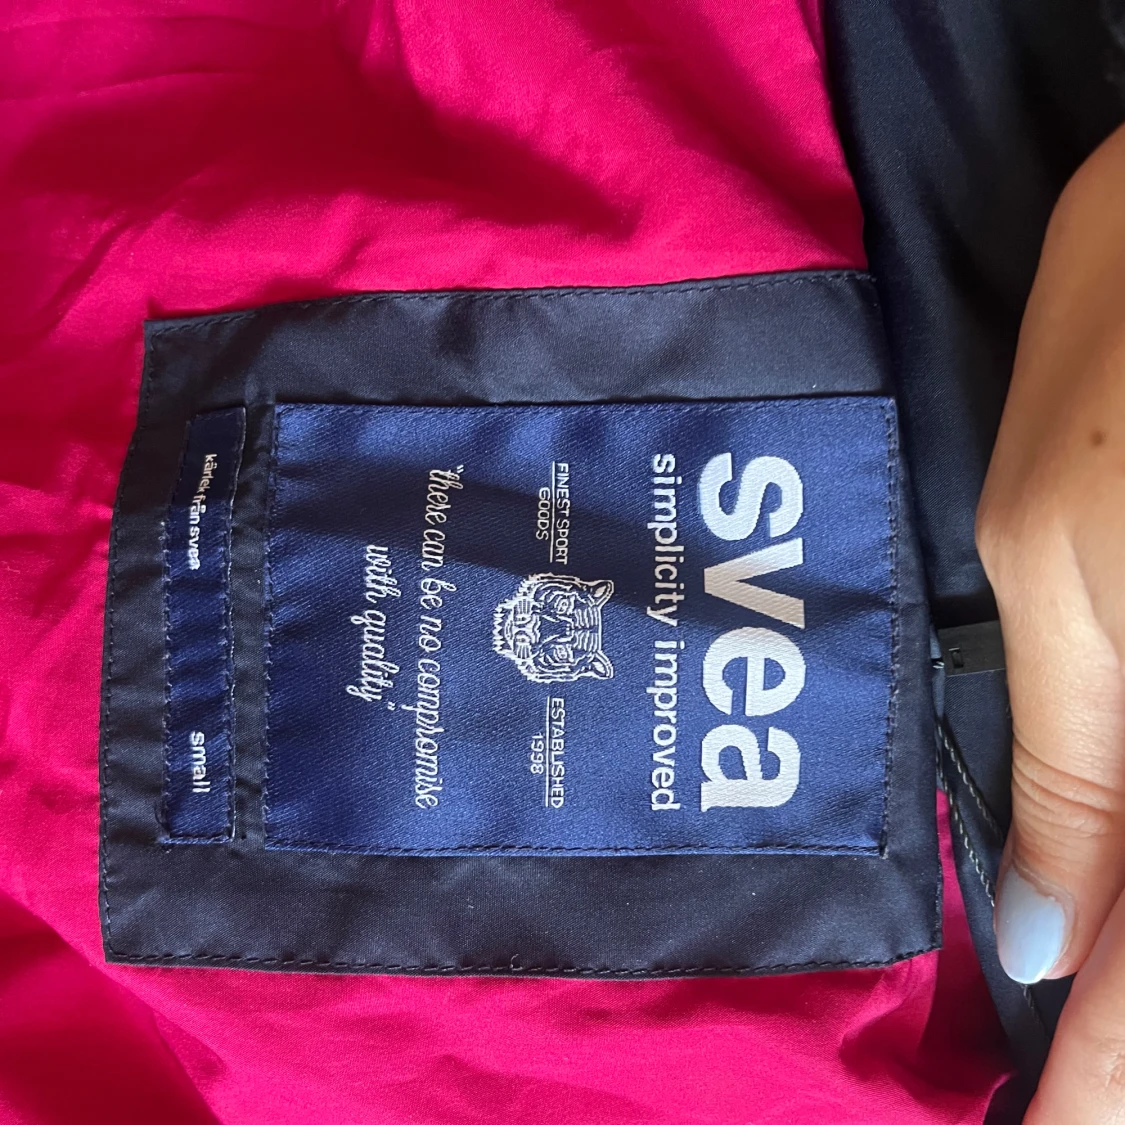 svea
simplicity improved
FINEST SPORT
GOODS
ESTABLISHED
1998
"there can be no compromise
with quality"
kärlek från svea
small